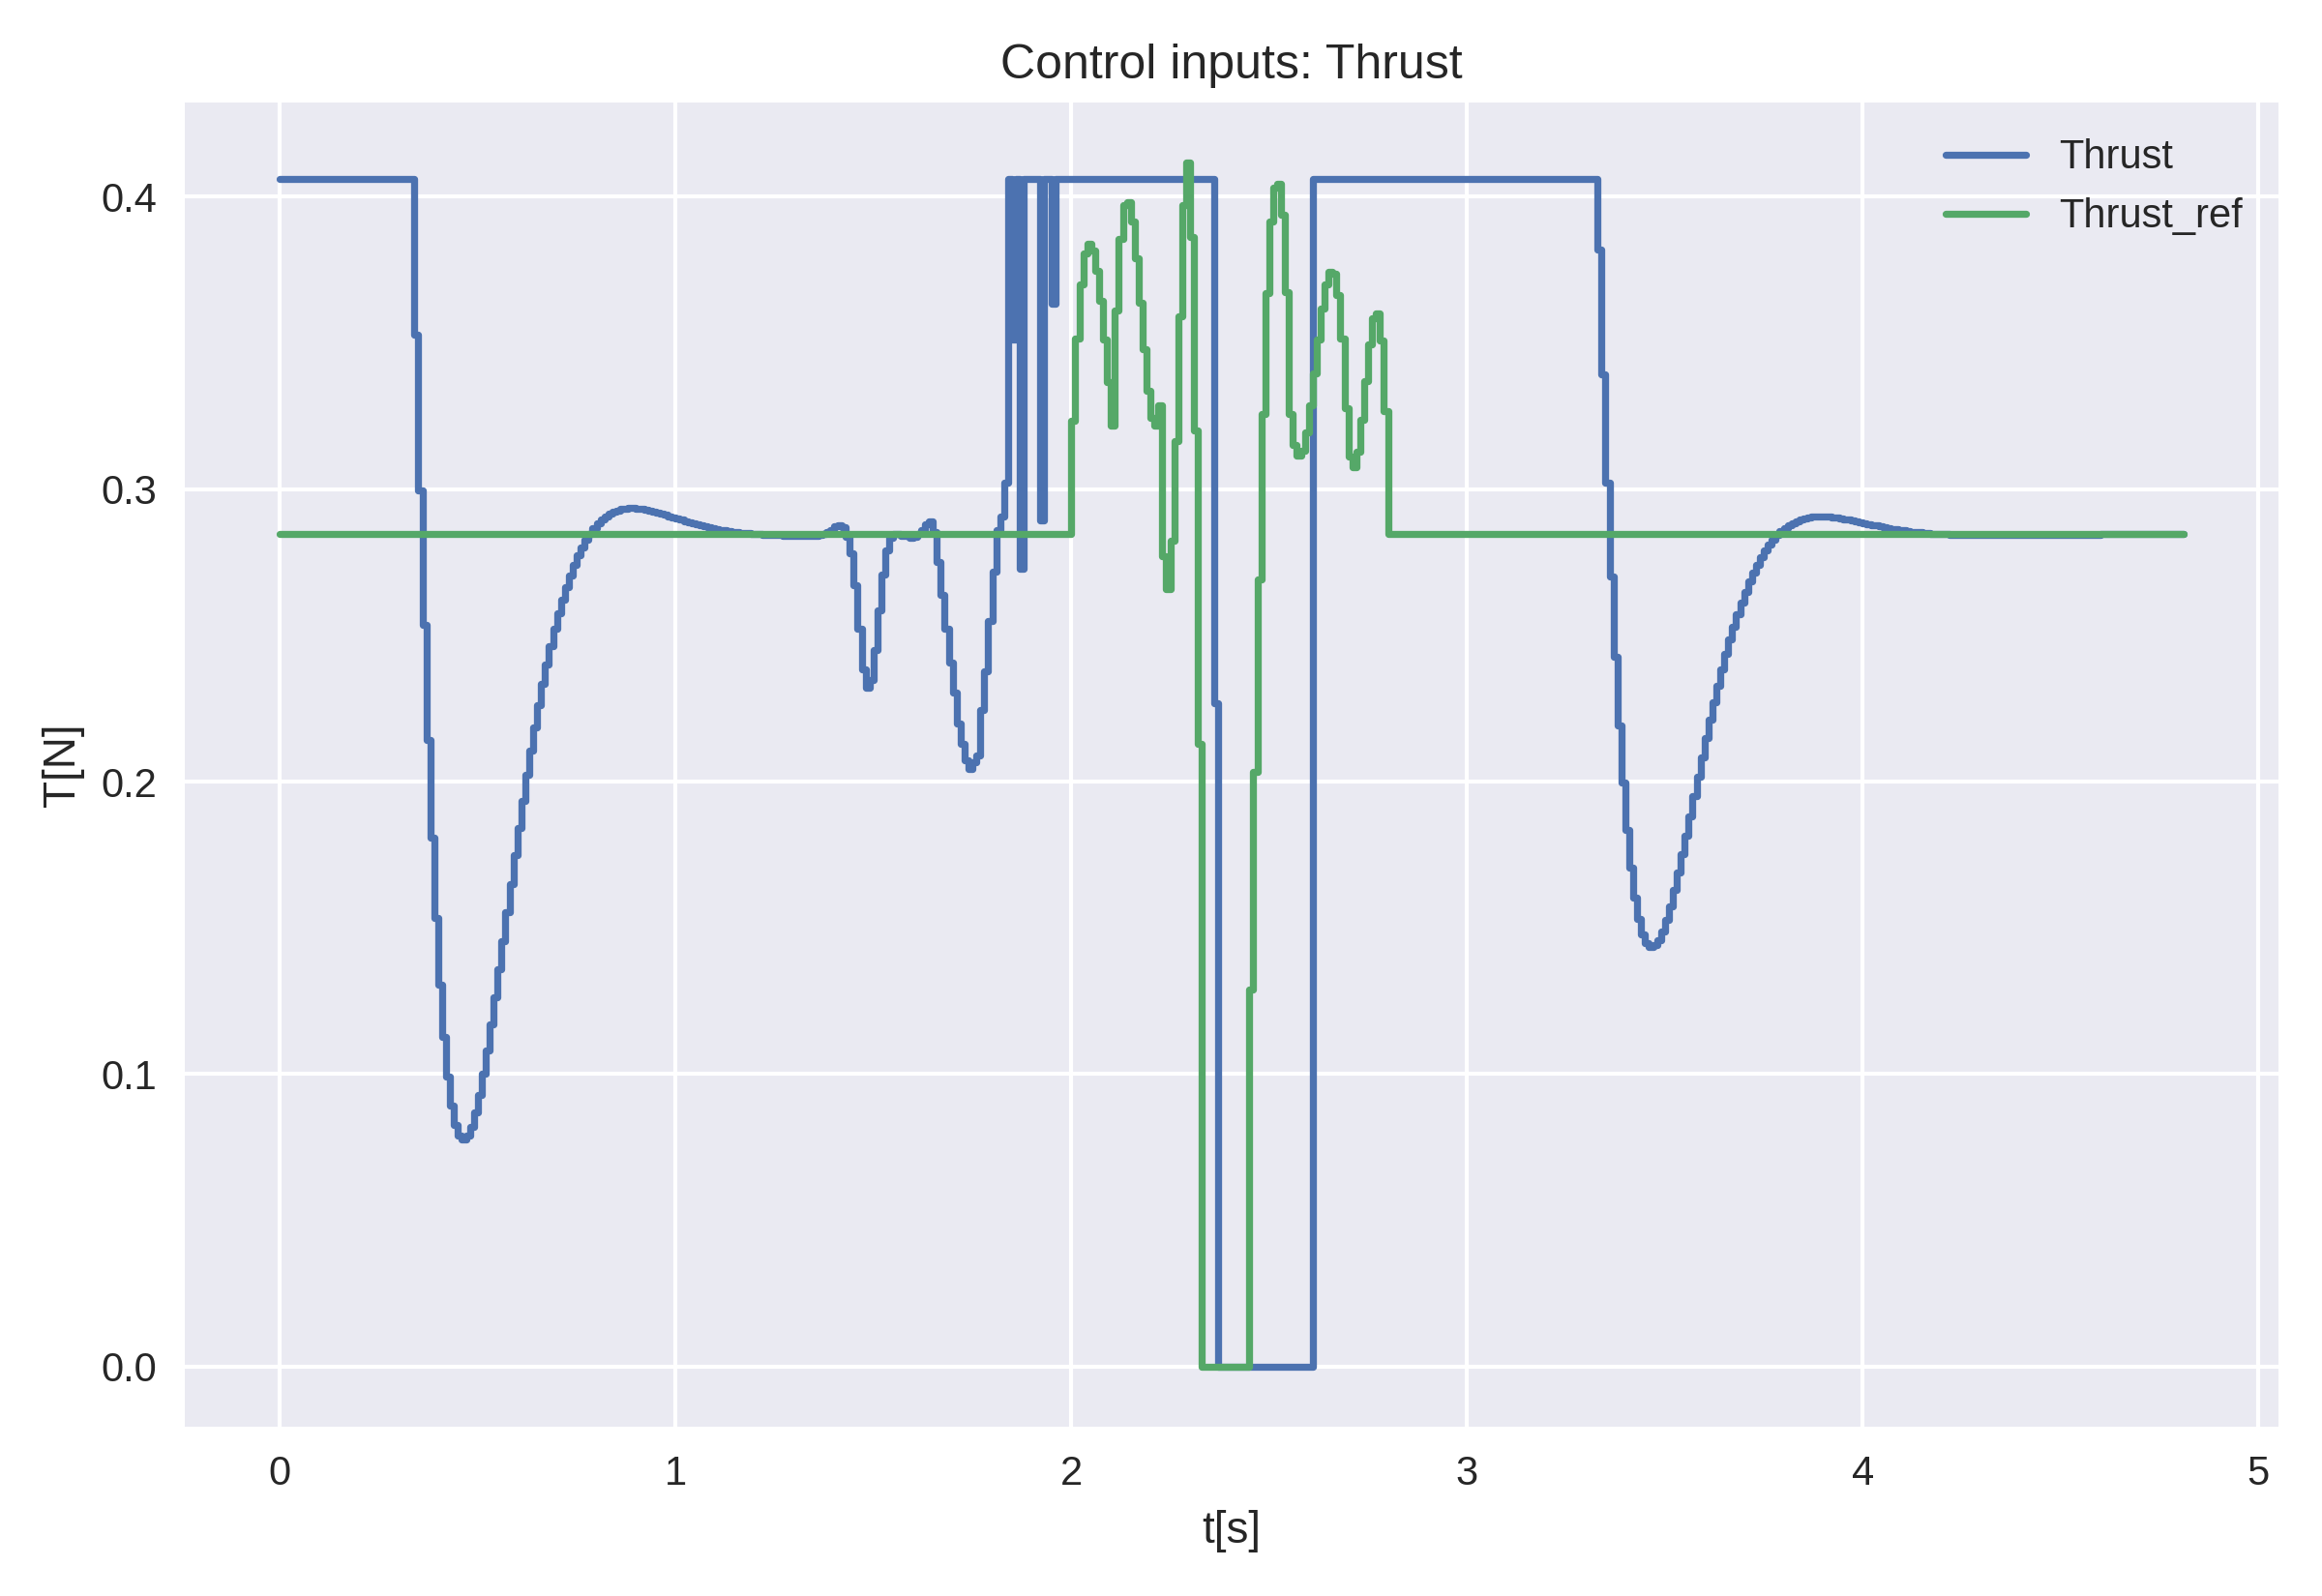 Control inputs: Thrust
Thrust
Thrust_ref
T[N]
0.4
0.3
0.2
0.1
0.0
0 1 2 3 4 5
t[s]